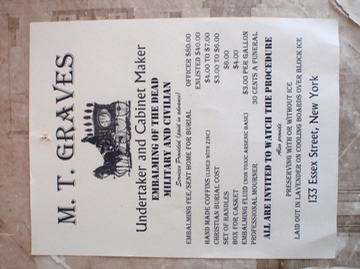 M. T. GRAVES
Undertaker and Cabinet Maker
EMBALMING OF THE DEAD
MILITARY AND CIVILIAN
Services Provided (paid in advance)
EMBALMING FEE/SENT HOME FOR BURIAL OFFICER $80.00
ENLISTED $40.00
HAND MADE COFFINS (LINED WITH ZINC) $4.00 TO $7.00
CHRISTIAN BURIAL COST $3.00 TO $6.00
SET OF HANDLES $6.00
BOX FOR CASKET $4.00
EMBALMING FLUID (NON TOXIC ARSENIC BASE) $3.00 PER GALLON
PROFESSIONAL MOURNER 30 CENTS A FUNERAL
ALL ARE INVITED TO WATCH THE PROCEDURE
Also provide
PRESERVING WITH OR WITHOUT ICE
LAID OUT IN LAVENDER ON COOLING BOARDS OVER BLOCK ICE
133 Essex Street, New York